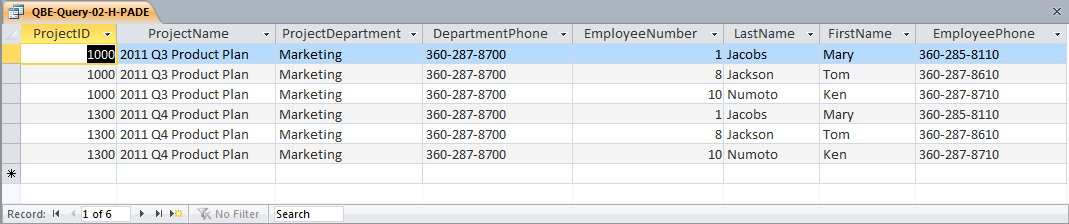 QBE-Query-02-H-PADE
ProjectID ProjectName ProjectDepartment DepartmentPhone EmployeeNumber LastName FirstName EmployeePhone
1000 2011 Q3 Product Plan Marketing 360-287-8700 1 Jacobs Mary 360-285-8110
1000 2011 Q3 Product Plan Marketing 360-287-8700 8 Jackson Tom 360-287-8610
1000 2011 Q3 Product Plan Marketing 360-287-8700 10 Numoto Ken 360-287-8710
1300 2011 Q4 Product Plan Marketing 360-287-8700 1 Jacobs Mary 360-285-8110
1300 2011 Q4 Product Plan Marketing 360-287-8700 8 Jackson Tom 360-287-8610
1300 2011 Q4 Product Plan Marketing 360-287-8700 10 Numoto Ken 360-287-8710
Record: 1 of 6 No Filter Search